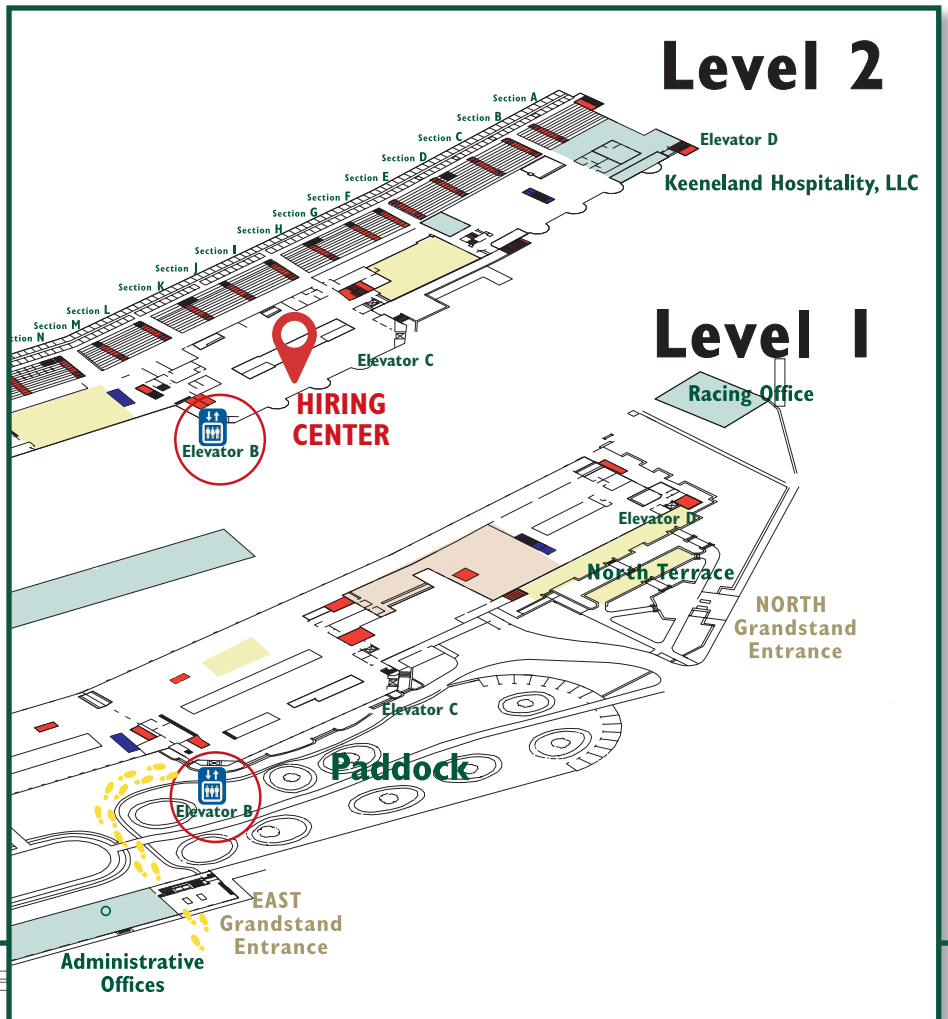 Level 2
Section A
Section B
Section C
Section D
Section E
Section F
Section G
Section H
Section I
Section J
Section K
Section L
Section M
ction N
Elevator D
Keeneland Hospitality, LLC
Elevator C
HIRING
CENTER
Elevator B
Level 1
Racing Office
Elevator D
North Terrace
NORTH
Grandstand
Entrance
Elevator C
Paddock
Elevator B
EAST
Grandstand
Entrance
Administrative
Offices